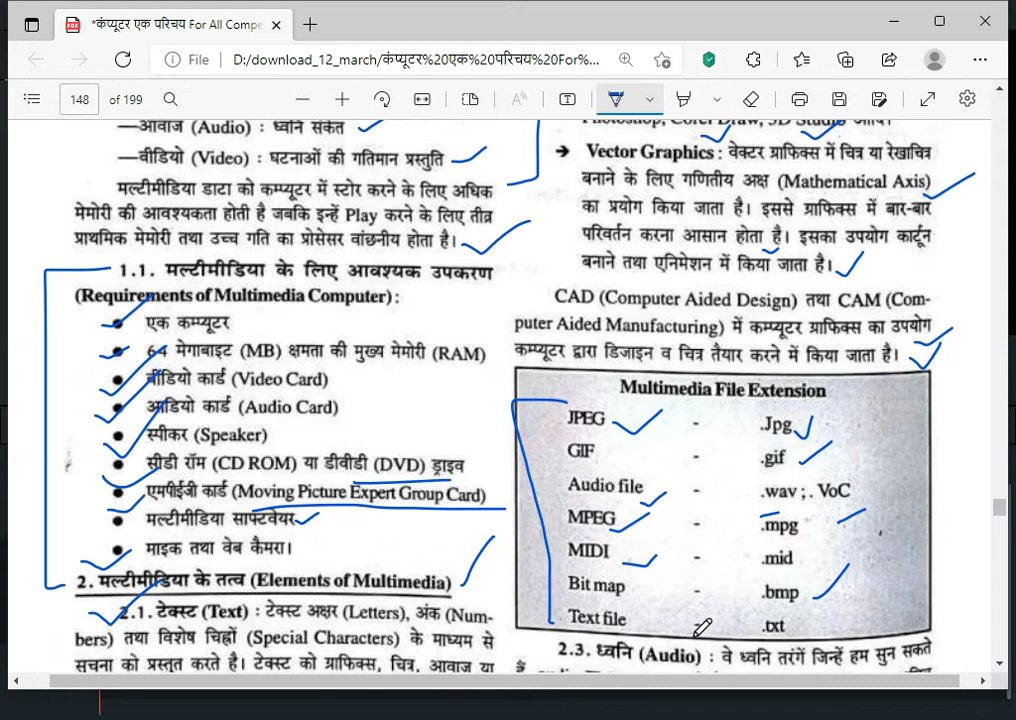 *कंप्यूटर एक परिचय For All Compe
File D:/download_12_march/कंप्यूटर%20एक%20परिचय%20For%...
148 of 199
—आवाज (Audio) : ध्वनि संकेत
—वीडियो (Video) : घटनाओं की गतिमान प्रस्तुति
मल्टीमीडिया डाटा को कम्प्यूटर में स्टोर करने के लिए अधिक
मेमोरी की आवश्यकता होती है जबकि इन्हें Play करने के लिए तीव्र
प्राथमिक मेमोरी तथा उच्च गति का प्रोसेसर वांछनीय होता है।
1.1. मल्टीमीडिया के लिए आवश्यक उपकरण
(Requirements of Multimedia Computer) :
● एक कम्प्यूटर
● 64 मेगाबाइट (MB) क्षमता की मुख्य मेमोरी (RAM)
● वीडियो कार्ड (Video Card)
● आडियो कार्ड (Audio Card)
● स्पीकर (Speaker)
● सीडी रॉम (CD ROM) या डीवीडी (DVD) ड्राइव
● एमपीईजी कार्ड (Moving Picture Expert Group Card)
● मल्टीमीडिया साफ्टवेयर
● माइक तथा वेब कैमरा।
2. मल्टीमीडिया के तत्व (Elements of Multimedia)
2.1. टेक्स्ट (Text) : टेक्स्ट अक्षर (Letters), अंक (Num-
bers) तथा विशेष चिह्नों (Special Characters) के माध्यम से
सूचना को प्रस्तुत करते है। टेक्स्ट को ग्राफिक्स, चित्र, आवाज या
Photoshop, Corel Draw, 3D Studio आदि।
➔ Vector Graphics : वेक्टर ग्राफिक्स में चित्र या रेखाचित्र
बनाने के लिए गणितीय अक्ष (Mathematical Axis)
का प्रयोग किया जाता है। इससे ग्राफिक्स में बार-बार
परिवर्तन करना आसान होता है। इसका उपयोग कार्टून
बनाने तथा एनिमेशन में किया जाता है।
CAD (Computer Aided Design) तथा CAM (Com-
puter Aided Manufacturing) में कम्प्यूटर ग्राफिक्स का उपयोग
कम्प्यूटर द्वारा डिजाइन व चित्र तैयार करने में किया जाता है।
Multimedia File Extension
JPEG - .Jpg
GIF - .gif
Audio file - .wav ; . VoC
MPEG - .mpg
MIDI - .mid
Bit map - .bmp
Text file - .txt
2.3. ध्वनि (Audio) : वे ध्वनि तरंगें जिन्हें हम सुन सकते